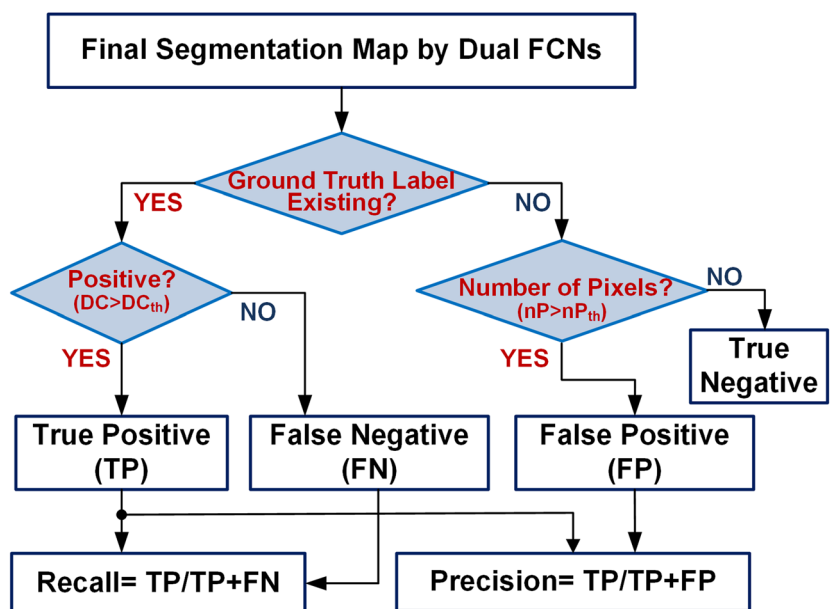 Final Segmentation Map by Dual FCNs
Ground Truth Label
Existing?
YES
NO
Positive?
(DC>DCth)
NO
YES
Number of Pixels?
(nP>nPth)
NO
YES
True
Negative
True Positive
(TP)
False Negative
(FN)
False Positive
(FP)
Recall= TP/TP+FN
Precision= TP/TP+FP